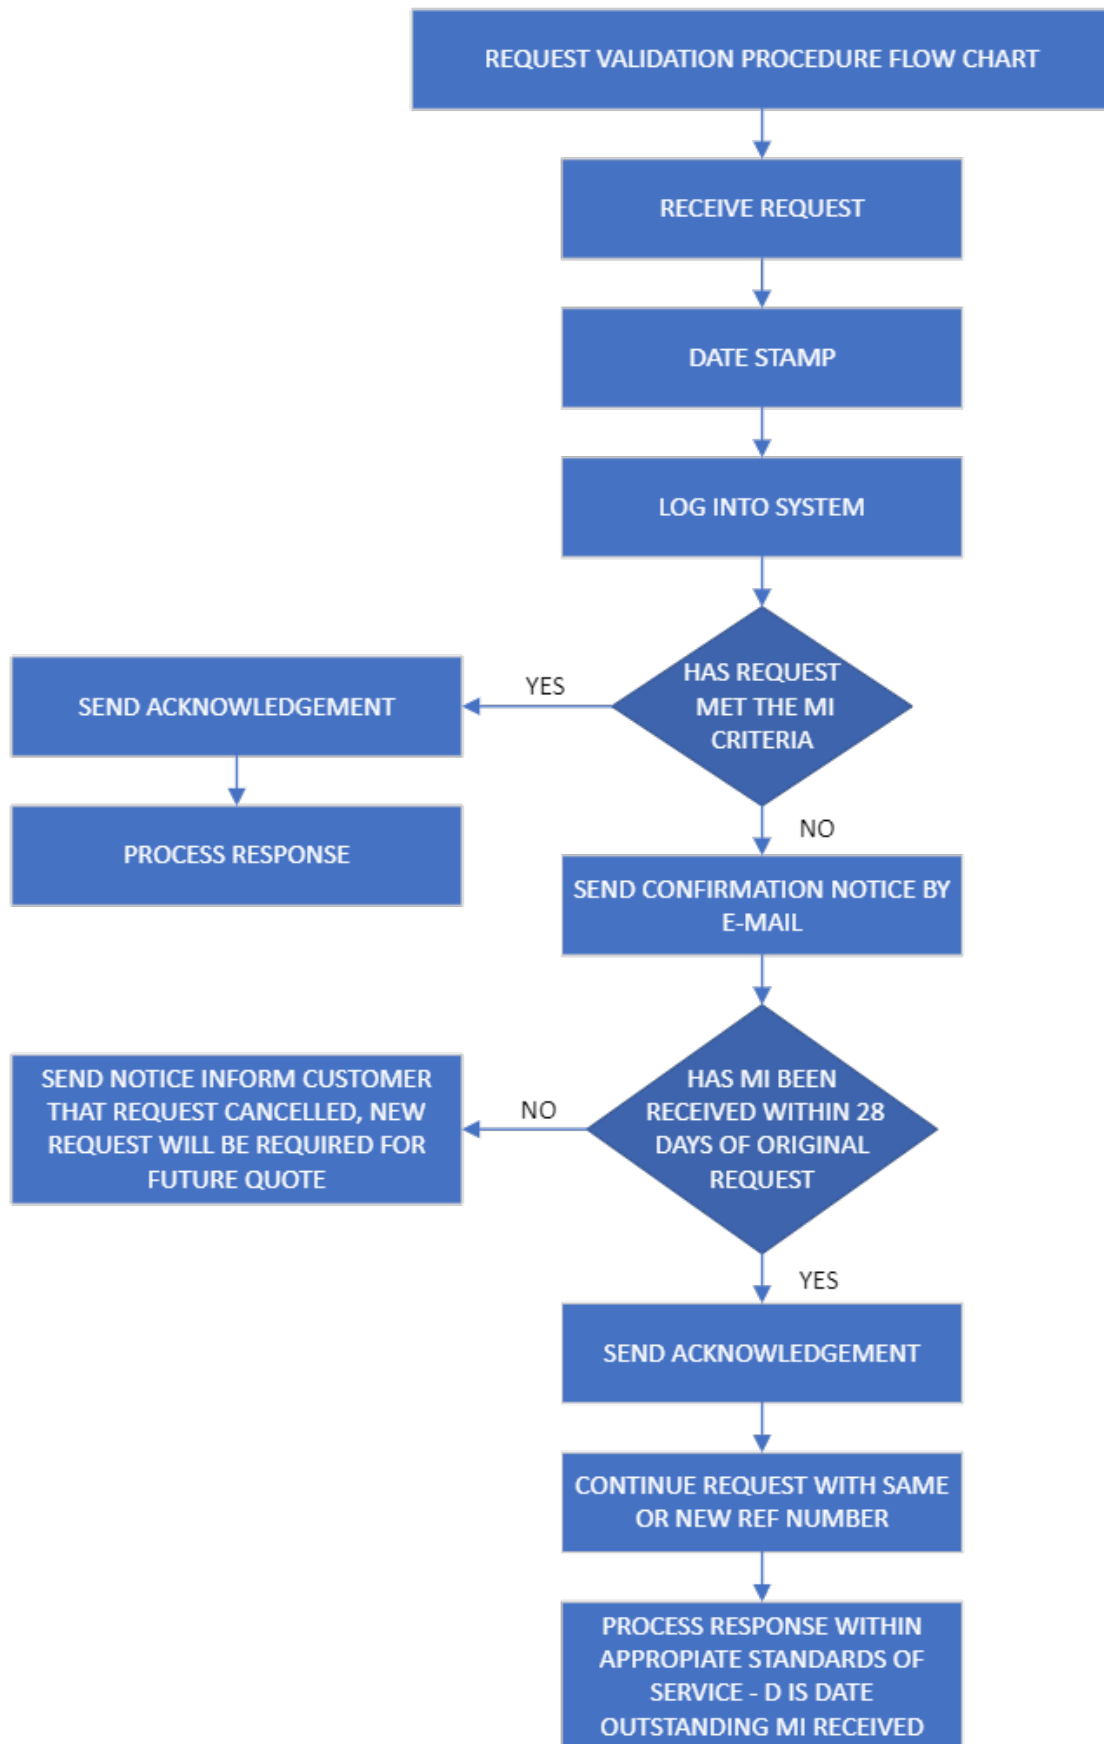 REQUEST VALIDATION PROCEDURE FLOW CHART
RECEIVE REQUEST
DATE STAMP
LOG INTO SYSTEM
HAS REQUEST
MET THE MI
CRITERIA
YES
SEND ACKNOWLEDGEMENT
PROCESS RESPONSE
NO
SEND CONFIRMATION NOTICE BY
E-MAIL
HAS MI BEEN
RECEIVED WITHIN 28
DAYS OF ORIGINAL
REQUEST
NO
SEND NOTICE INFORM CUSTOMER
THAT REQUEST CANCELLED, NEW
REQUEST WILL BE REQUIRED FOR
FUTURE QUOTE
YES
SEND ACKNOWLEDGEMENT
CONTINUE REQUEST WITH SAME
OR NEW REF NUMBER
PROCESS RESPONSE WITHIN
APPROPIATE STANDARDS OF
SERVICE - D IS DATE
OUTSTANDING MI RECEIVED